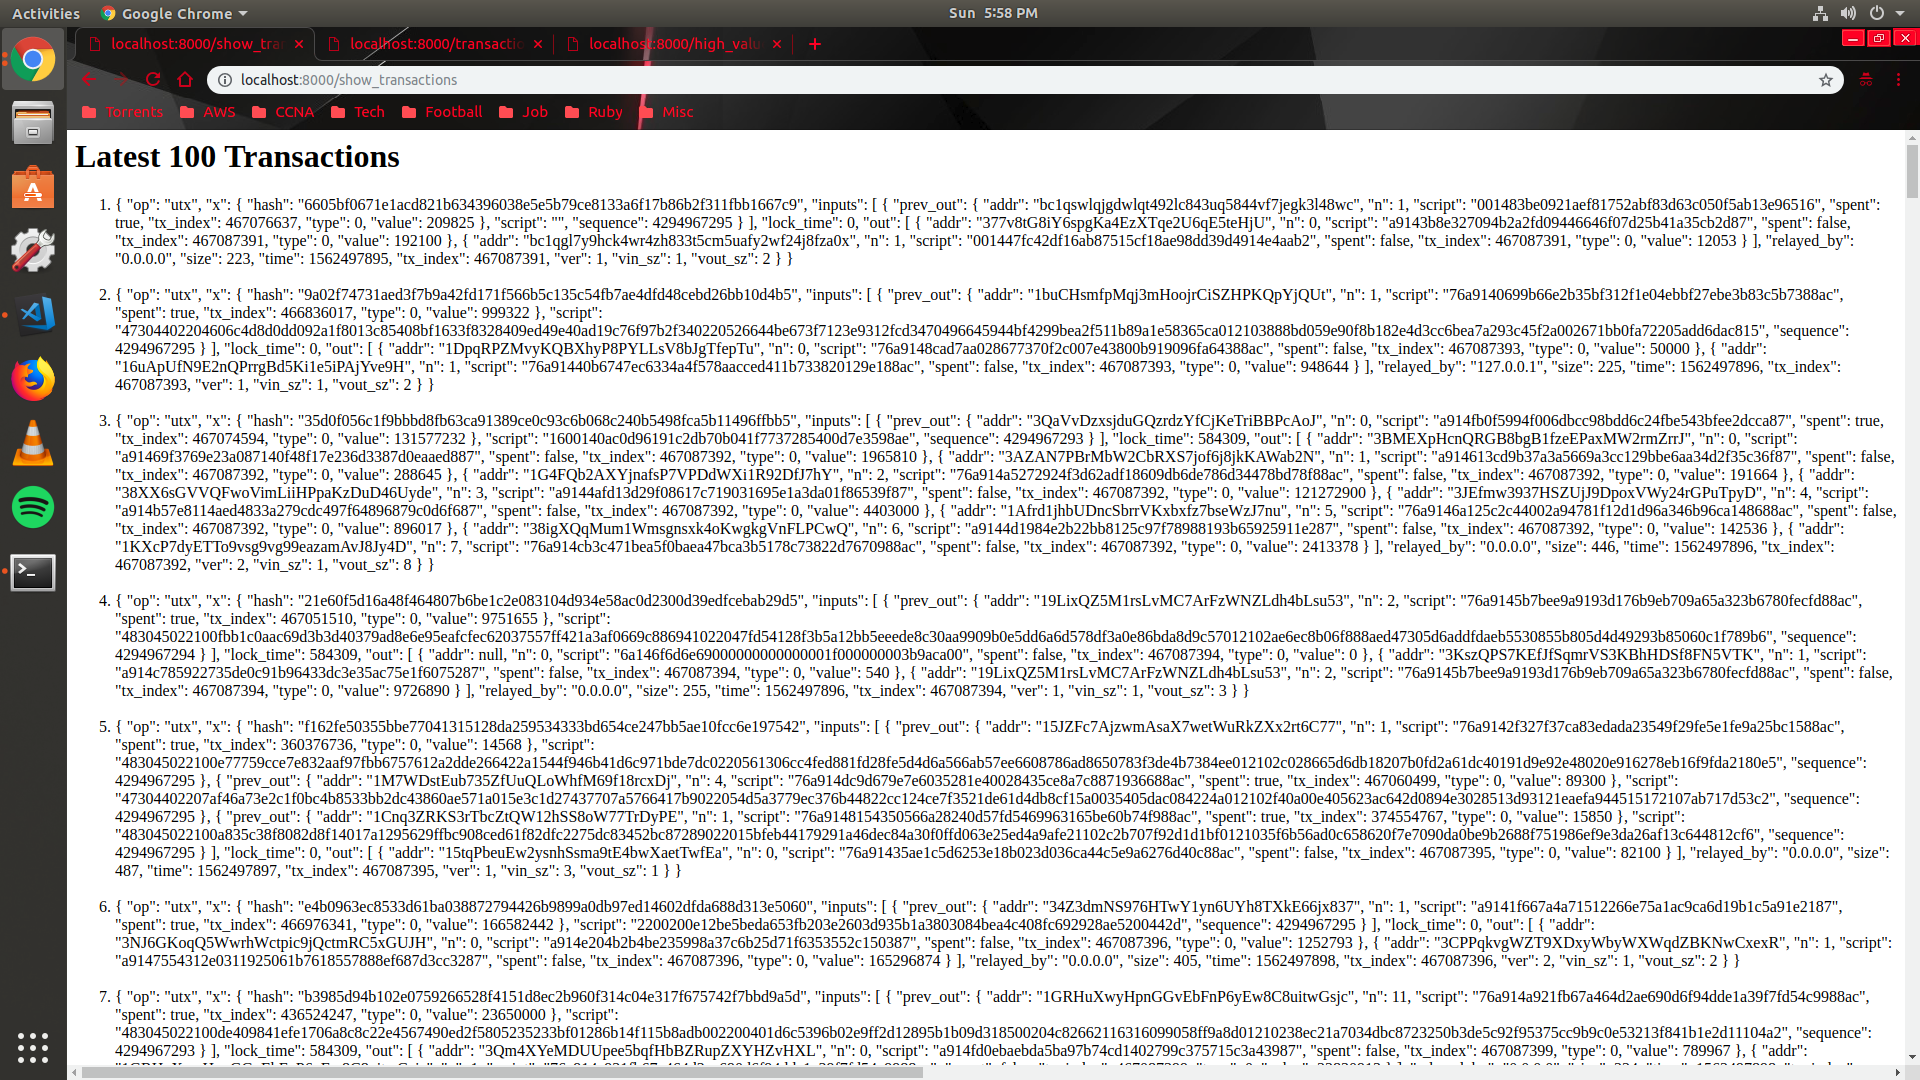 Activities Google Chrome Sun 5:58 PM
localhost:8000/show_tra localhost:8000/transactio localhost:8000/high_valu
localhost:8000/show_transactions
Torrents AWS CCNA Tech Football Job Ruby Misc
Latest 100 Transactions
1. { "op": "utx", "x": { "hash": "6605bf0671e1acd821b634396038e5e5b79ce8133a6f17b86b2f311fbb1667c9", "inputs": [ { "prev_out": { "addr": "bc1qswlqjgdwlqt492lc843uq5844vf7jegk3l48wc", "n": 1, "script": "001483be0921aef81752abf83d63c050f5ab13e96516", "spent":
true, "tx_index": 467076637, "type": 0, "value": 209825 }, "script": "", "sequence": 4294967295 } ], "lock_time": 0, "out": [ { "addr": "377v8tG8iY6spgKa4EzXTqe2U6qE5teHjU", "n": 0, "script": "a9143b8e327094b2a2fd09446646f07d25b41a35cb2d87", "spent": false,
"tx_index": 467087391, "type": 0, "value": 192100 }, { "addr": "bc1qgl7y9hck4wr4zh833t5cm5uafy2wf24j8fza0x", "n": 1, "script": "001447fc42df16ab87515cf18ae98dd39d4914e4aab2", "spent": false, "tx_index": 467087391, "type": 0, "value": 12053 } ], "relayed_by":
"0.0.0.0", "size": 223, "time": 1562497895, "tx_index": 467087391, "ver": 1, "vin_sz": 1, "vout_sz": 2 } }
2. { "op": "utx", "x": { "hash": "9a02f74731aed3f7b9a42fd171f566b5c135c54fb7ae4dfd48cebd26bb10d4b5", "inputs": [ { "prev_out": { "addr": "1buCHsmfpMqj3mHoojrCiSZHPKQpYjQUt", "n": 1, "script": "76a9140699b66e2b35bf312f1e04ebbf27ebe3b83c5b7388ac",
"spent": true, "tx_index": 466836017, "type": 0, "value": 999322 }, "script":
"47304402204606c4d8d0dd092a1f8013c85408bf1633f8328409ed49e40ad19c76f97b2f340220526644be673f7123e9312fcd3470496645944bf4299bea2f511b89a1e58365ca012103888bd059e90f8b182e4d3cc6bea7a293c45f2a002671bb0fa72205add6dac815", "sequence":
4294967295 } ], "lock_time": 0, "out": [ { "addr": "1DpqRPZMvyKQBXhyP8PYLLsV8bJgTfepTu", "n": 0, "script": "76a9148cad7aa028677370f2c007e43800b919096fa64388ac", "spent": false, "tx_index": 467087393, "type": 0, "value": 50000 }, { "addr":
"16uApUfN9E2nQPrrgBd5Ki1e5iPAjYve9H", "n": 1, "script": "76a91440b6747ec6334a4f578aacced411b733820129e188ac", "spent": false, "tx_index": 467087393, "type": 0, "value": 948644 } ], "relayed_by": "127.0.0.1", "size": 225, "time": 1562497896, "tx_index":
467087393, "ver": 1, "vin_sz": 1, "vout_sz": 2 } }
3. { "op": "utx", "x": { "hash": "35d0f056c1f9bbbd8fb63ca91389ce0c93c6b068c240b5498fca5b11496ffbb5", "inputs": [ { "prev_out": { "addr": "3QaVvDzxsjduGQzrdzYfCjKeTriBBPcAoJ", "n": 0, "script": "a914fb0f5994f006dbcc98bdd6c24fbe543bfee2dcca87", "spent": true,
"tx_index": 467074594, "type": 0, "value": 131577232 }, "script": "1600140ac0d96191c2db70b041f7737285400d7e3598ae", "sequence": 4294967293 } ], "lock_time": 584309, "out": [ { "addr": "3BMEXpHcnQRGB8bgB1fzeEPaxMW2rmZrrJ", "n": 0, "script":
"a91469f3769e23a087140f48f17e236d3387d0eaaed887", "spent": false, "tx_index": 467087392, "type": 0, "value": 1965810 }, { "addr": "3AZAN7PBrMbW2CbRXS7jof6j8jkKAWab2N", "n": 1, "script": "a914613cd9b37a3a5669a3cc129bbe6aa34d2f35c36f87", "spent": false,
"tx_index": 467087392, "type": 0, "value": 288645 }, { "addr": "1G4FQb2AXYjnafsP7VPDdWXi1R92DfJ7hY", "n": 2, "script": "76a914a5272924f3d62adf18609db6de786d34478bd78f88ac", "spent": false, "tx_index": 467087392, "type": 0, "value": 191664 }, { "addr":
"38XX6sGVVQFwoVimLiiHPpaKzDuD46Uyde", "n": 3, "script": "a9144afd13d29f08617c719031695e1a3da01f86539f87", "spent": false, "tx_index": 467087392, "type": 0, "value": 121272900 }, { "addr": "3JEfmw3937HSZUjJ9DpoxVWy24rGPuTpyD", "n": 4, "script":
"a914b57e8114aed4833a279cdc497f64896879c0d6f687", "spent": false, "tx_index": 467087392, "type": 0, "value": 4403000 }, { "addr": "1Afrd1jhbUDncSbrrVKxbxfz7bseWzJ7nu", "n": 5, "script": "76a9146a125c2c44002a94781f12d1d96a346b96ca148688ac", "spent": false,
"tx_index": 467087392, "type": 0, "value": 896017 }, { "addr": "38igXQqMum1Wmsgnsxk4oKwgkgVnFLPCwQ", "n": 6, "script": "a9144d1984e2b22bb8125c97f78988193b65925911e287", "spent": false, "tx_index": 467087392, "type": 0, "value": 142536 }, { "addr":
"1KXcP7dyETTo9vsg9vg99eazamAvJ8Jy4D", "n": 7, "script": "76a914cb3c471bea5f0baea47bca3b5178c73822d7670988ac", "spent": false, "tx_index": 467087392, "type": 0, "value": 2413378 } ], "relayed_by": "0.0.0.0", "size": 446, "time": 1562497896, "tx_index":
467087392, "ver": 2, "vin_sz": 1, "vout_sz": 8 } }
4. { "op": "utx", "x": { "hash": "21e60f5d16a48f464807b6be1c2e083104d934e58ac0d2300d39edfcebab29d5", "inputs": [ { "prev_out": { "addr": "19LixQZ5M1rsLvMC7ArFzWNZLdh4bLsu53", "n": 2, "script": "76a9145b7bee9a9193d176b9eb709a65a323b6780fecfd88ac",
"spent": true, "tx_index": 467051510, "type": 0, "value": 9751655 }, "script":
"483045022100fbb1c0aac69d3b3d40379ad8e6e95eafcfec62037557ff421a3af0669c886941022047fd54128f3b5a12bb5eeede8c30aa9909b0e5dd6a6d578df3a0e86bda8d9c57012102ae6ec8b06f888aed47305d6addfdaeb5530855b805d4d49293b85060c1f789b6", "sequence":
4294967294 } ], "lock_time": 584309, "out": [ { "addr": null, "n": 0, "script": "6a146f6d6e69000000000000001f000000003b9aca00", "spent": false, "tx_index": 467087394, "type": 0, "value": 0 }, { "addr": "3KszQPS7KEfJfSqmrVS3KBhHDSf8FN5VTK", "n": 1, "script":
"a914c785922735de0c91b96433dc3e35ac75e1f6075287", "spent": false, "tx_index": 467087394, "type": 0, "value": 540 }, { "addr": "19LixQZ5M1rsLvMC7ArFzWNZLdh4bLsu53", "n": 2, "script": "76a9145b7bee9a9193d176b9eb709a65a323b6780fecfd88ac", "spent": false,
"tx_index": 467087394, "type": 0, "value": 9726890 } ], "relayed_by": "0.0.0.0", "size": 255, "time": 1562497896, "tx_index": 467087394, "ver": 1, "vin_sz": 1, "vout_sz": 3 } }
5. { "op": "utx", "x": { "hash": "f162fe50355bbe77041315128da259534333bd654ce247bb5ae10fcc6e197542", "inputs": [ { "prev_out": { "addr": "15JZFc7AjzwmAsaX7wetWuRkZXx2rt6C77", "n": 1, "script": "76a9142f327f37ca83edada23549f29fe5e1fe9a25bc1588ac",
"spent": true, "tx_index": 360376736, "type": 0, "value": 14568 }, "script":
"483045022100e77759cce7e832aaf97fbb6757612a2dde266422a1544f946b41d6c971bde7dc0220561306cc4fed881fd28fe5d4d6a566ab57ee6608786ad8650783f3de4b7384ee012102c028665d6db18207b0fd2a61dc40191d9e92e48020e916278eb16f9fda2180e5", "sequence":
4294967295 }, { "prev_out": { "addr": "1M7WDstEub735ZfUuQLoWhfM69f18rcxDj", "n": 4, "script": "76a914dc9d679e7e6035281e40028435ce8a7c8871936688ac", "spent": true, "tx_index": 467060499, "type": 0, "value": 89300 }, "script":
"47304402207af46a73e2c1f0bc4b8533bb2dc43860ae571a015e3c1d27437707a5766417b9022054d5a3779ec376b44822cc124ce7f3521de61d4db8cf15a0035405dac084224a012102f40a00e405623ac642d0894e3028513d93121eaefa944515172107ab717d53c2", "sequence":
4294967295 }, { "prev_out": { "addr": "1Cnq3ZRKS3rTbcZtQW12hSS8oW77TrDyPE", "n": 1, "script": "76a9148154350566a28240d57fd5469963165be60b74f988ac", "spent": true, "tx_index": 374554767, "type": 0, "value": 15850 }, "script":
"483045022100a835c38f8082d8f14017a1295629ffbc908ced61f82dfc2275dc83452bc87289022015bfeb44179291a46dec84a30f0ffd063e25ed4a9afe21102c2b707f92d1d1bf0121035f6b56ad0c658620f7e7090da0be9b2688f751986ef9e3da26af13c644812cf6", "sequence":
4294967295 } ], "lock_time": 0, "out": [ { "addr": "15tqPbeuEw2ysnhSsma9tE4bwXaetTwfEa", "n": 0, "script": "76a91435ae1c5d6253e18b023d036ca44c5e9a6276d40c88ac", "spent": false, "tx_index": 467087395, "type": 0, "value": 82100 } ], "relayed_by": "0.0.0.0", "size":
487, "time": 1562497897, "tx_index": 467087395, "ver": 1, "vin_sz": 3, "vout_sz": 1 } }
6. { "op": "utx", "x": { "hash": "e4b0963ec8533d61ba038872794426b9899a0db97ed14602dfda688d313e5060", "inputs": [ { "prev_out": { "addr": "34Z3dmNS976HTwY1yn6UYh8TXkE66jx837", "n": 1, "script": "a9141f667a4a71512266e75a1ac9ca6d19b1c5a91e2187",
"spent": true, "tx_index": 466976341, "type": 0, "value": 166582442 }, "script": "2200200e12be5beda653fb203e2603d935b1a3803084bea4c408fc692928ae5200442d", "sequence": 4294967295 } ], "lock_time": 0, "out": [ { "addr":
"3NJ6GKoqQ5WwrhWctpic9jQctmRC5xGUJH", "n": 0, "script": "a914e204b2b4be235998a37c6b25d71f6353552c150387", "spent": false, "tx_index": 467087396, "type": 0, "value": 1252793 }, { "addr": "3CPPqkvgWZT9XDxyWbyWXWqdZBKNwCxexR", "n": 1, "script":
"a9147554312e0311925061b7618557888ef687d3cc3287", "spent": false, "tx_index": 467087396, "type": 0, "value": 165296874 } ], "relayed_by": "0.0.0.0", "size": 405, "time": 1562497898, "tx_index": 467087396, "ver": 2, "vin_sz": 1, "vout_sz": 2 } }
7. { "op": "utx", "x": { "hash": "b3985d94b102e0759266528f4151d8ec2b960f314c04e317f675742f7bbd9a5d", "inputs": [ { "prev_out": { "addr": "1GRHuXwyHpnGGvEbFnP6yEw8C8uitwGsjc", "n": 11, "script": "76a914a921fb67a464d2ae690d6f94dde1a39f7fd54c9988ac",
"spent": true, "tx_index": 436524247, "type": 0, "value": 23650000 }, "script":
"483045022100de409841efe1706a8c8c22e4567490ed2f5805235233bf01286b14f115b8adb002200401d6c5396b02e9ff2d12895b1b09d318500204c826621163160990​58ff9a8d01210238ec21a7034dbc8723250b3de5c92f95375cc9b9c0e53213f841b1e2d11104a2", "sequence":
4294967293 } ], "lock_time": 584309, "out": [ { "addr": "3Qm4XYeMDUUpee5bqfHbBZRupZXYHZvHXL", "n": 0, "script": "a914fd0ebaebda5ba97b74cd1402799c375715c3a43987", "spent": false, "tx_index": 467087399, "type": 0, "value": 789967 }, { "addr":